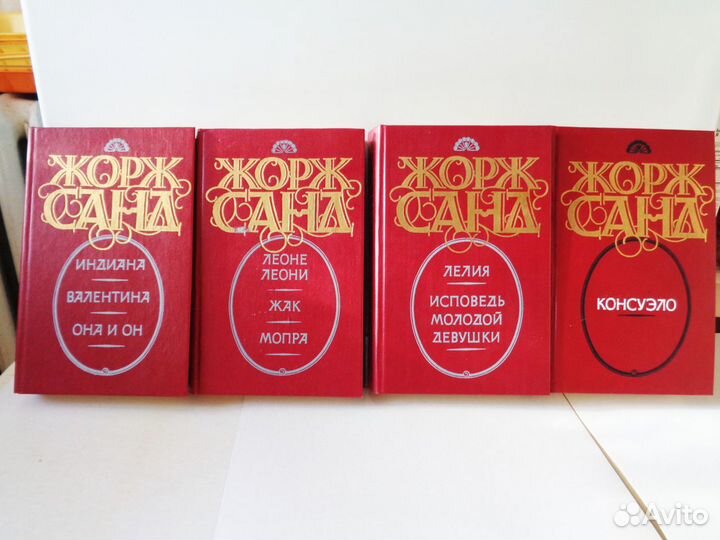 ЖОРЖ
САНД
ИНДИАНА
ВАЛЕНТИНА
ОНА И ОН
ЖОРЖ
САНД
ЛЕОНЕ
ЛЕОНИ
ЖАК
МОПРА
ЖОРЖ
САНД
ЛЕЛИЯ
ИСПОВЕДЬ
МОЛОДОЙ
ДЕВУШКИ
ЖОРЖ
САНД
КОНСУЭЛО
Avito